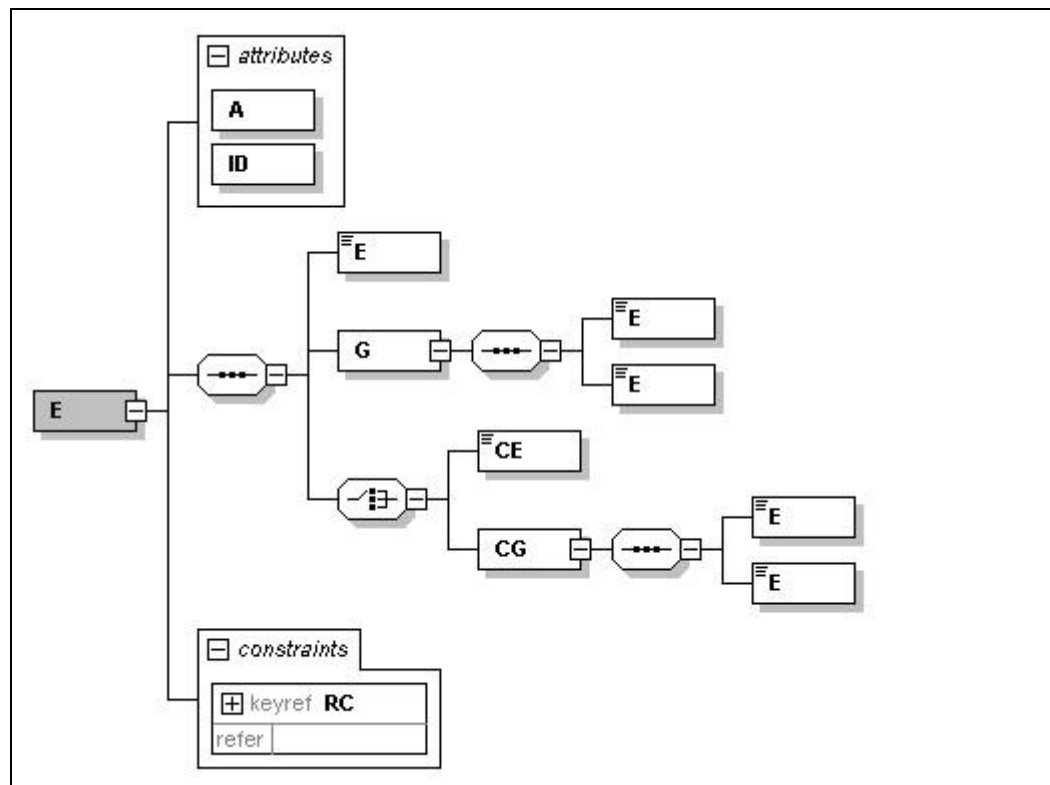 attributes
A
ID
E
E
G
E
E
E
CE
CG
E
E
constraints
keyref RC
refer